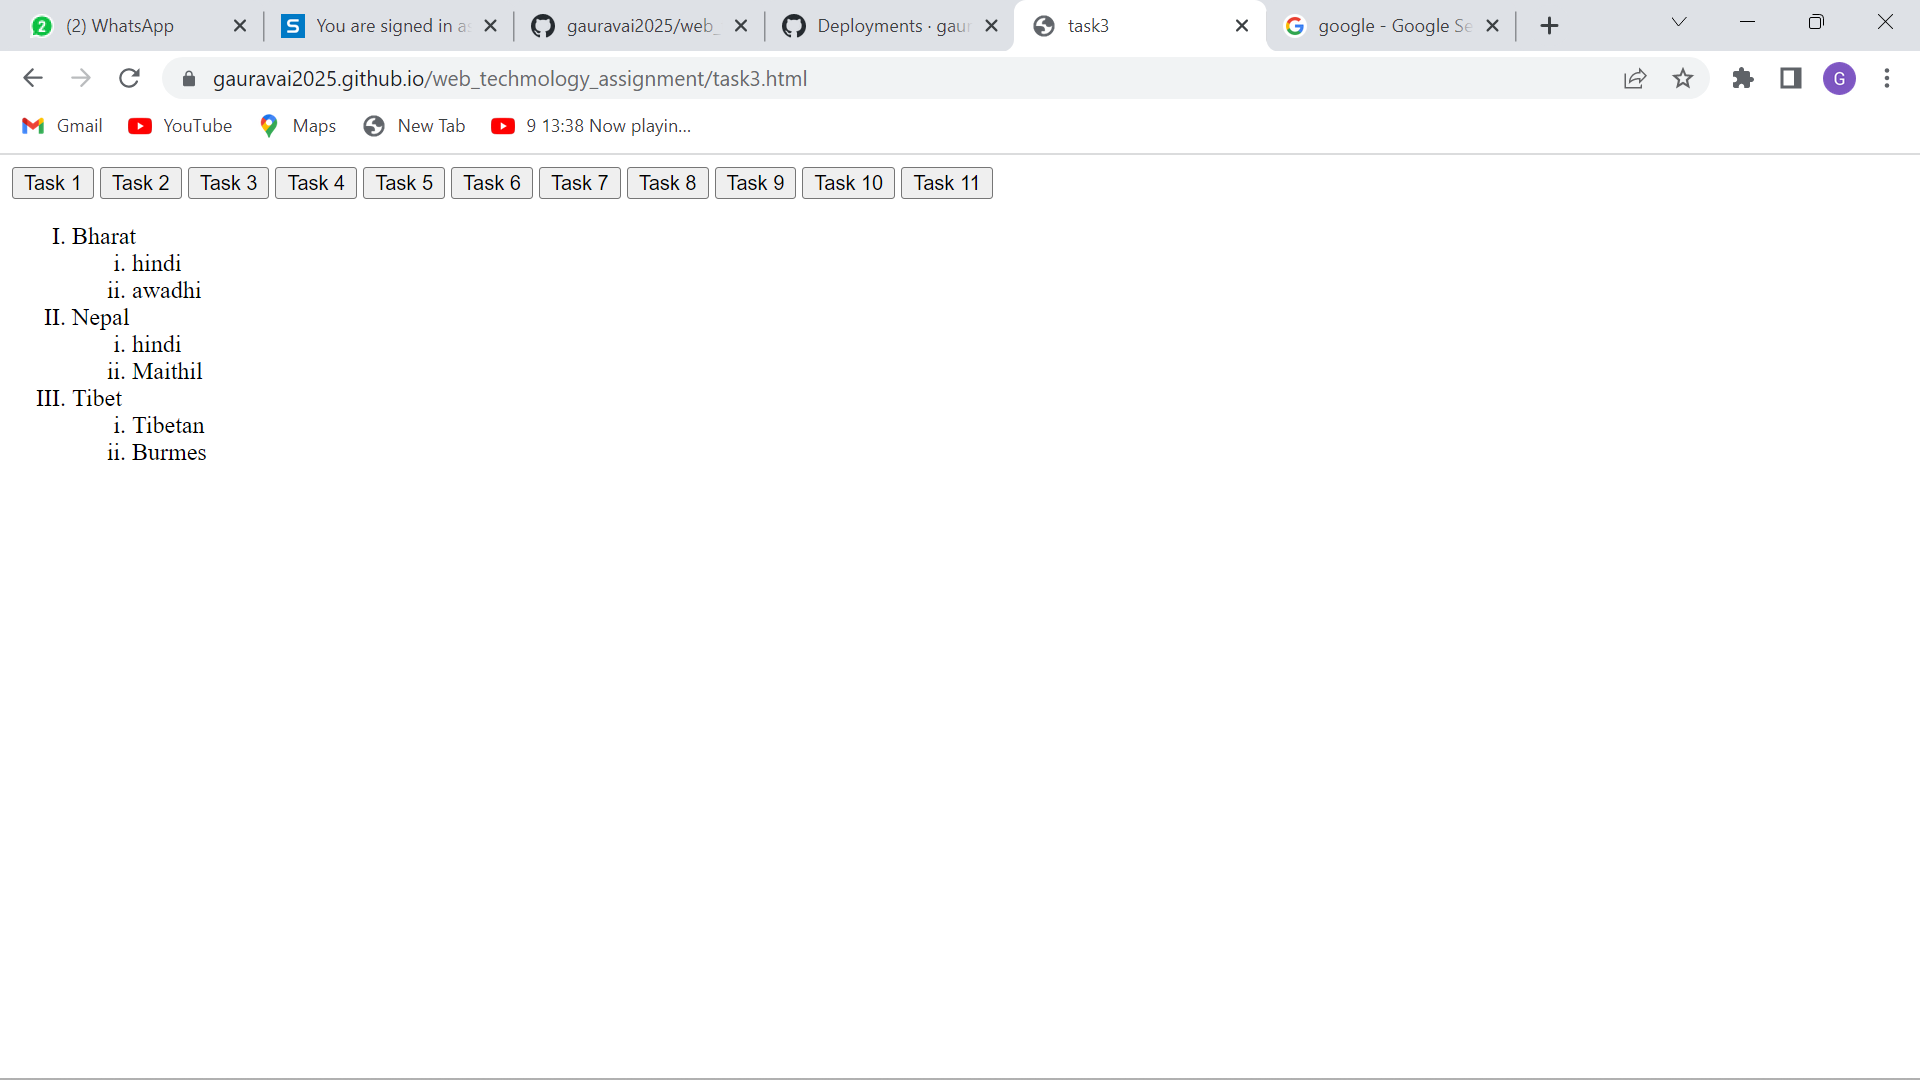 2 (2) WhatsApp S You are signed in as gauravai2025/web_ Deployments · gaur task3 google - Google Se
gauravai2025.github.io/web_techmology_assignment/task3.html G
Gmail YouTube Maps New Tab 9 13:38 Now playin...
Task 1 Task 2 Task 3 Task 4 Task 5 Task 6 Task 7 Task 8 Task 9 Task 10 Task 11
I. Bharat
i. hindi
ii. awadhi
II. Nepal
i. hindi
ii. Maithil
III. Tibet
i. Tibetan
ii. Burmes